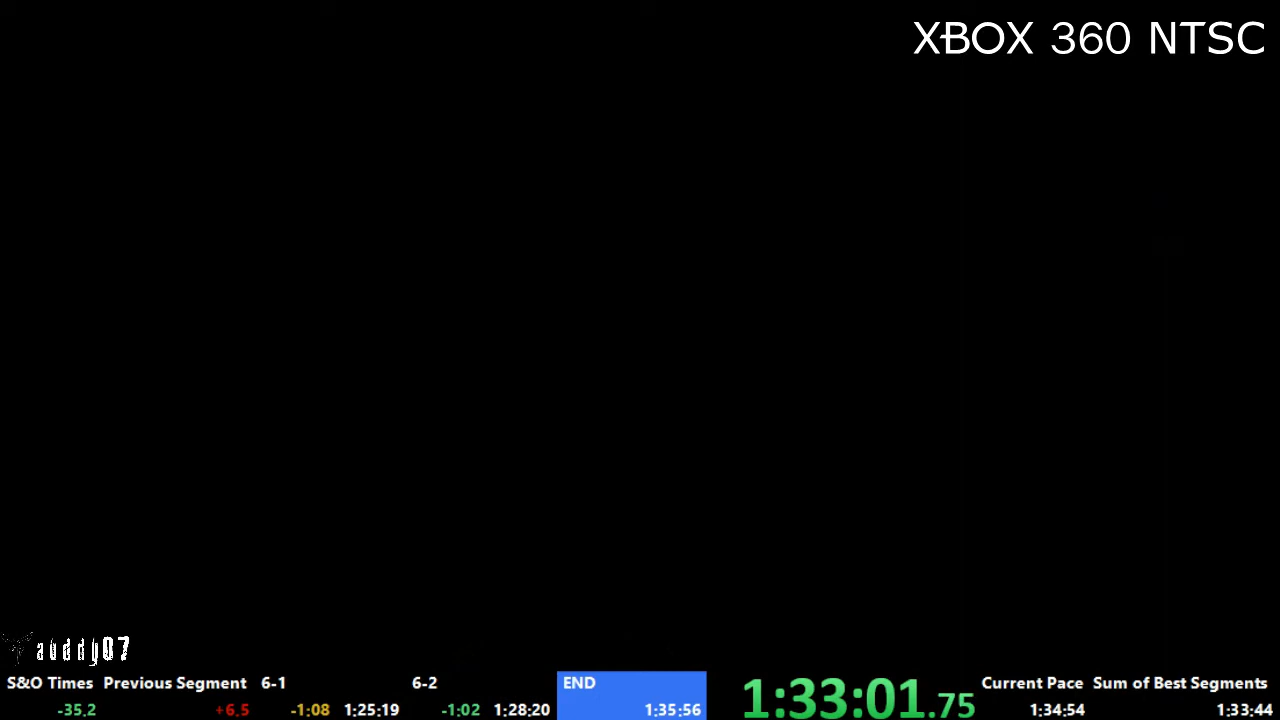 XBOX 360 NTSC
auddy07
S&O Times Previous Segment 6-1 6-2 END Current Pace Sum of Best Segments
-35,2 +6,5 -1:08 1:25:19 -1:02 1:28:20 1:35:56 1:33:01.75 1:34:54 1:33:44